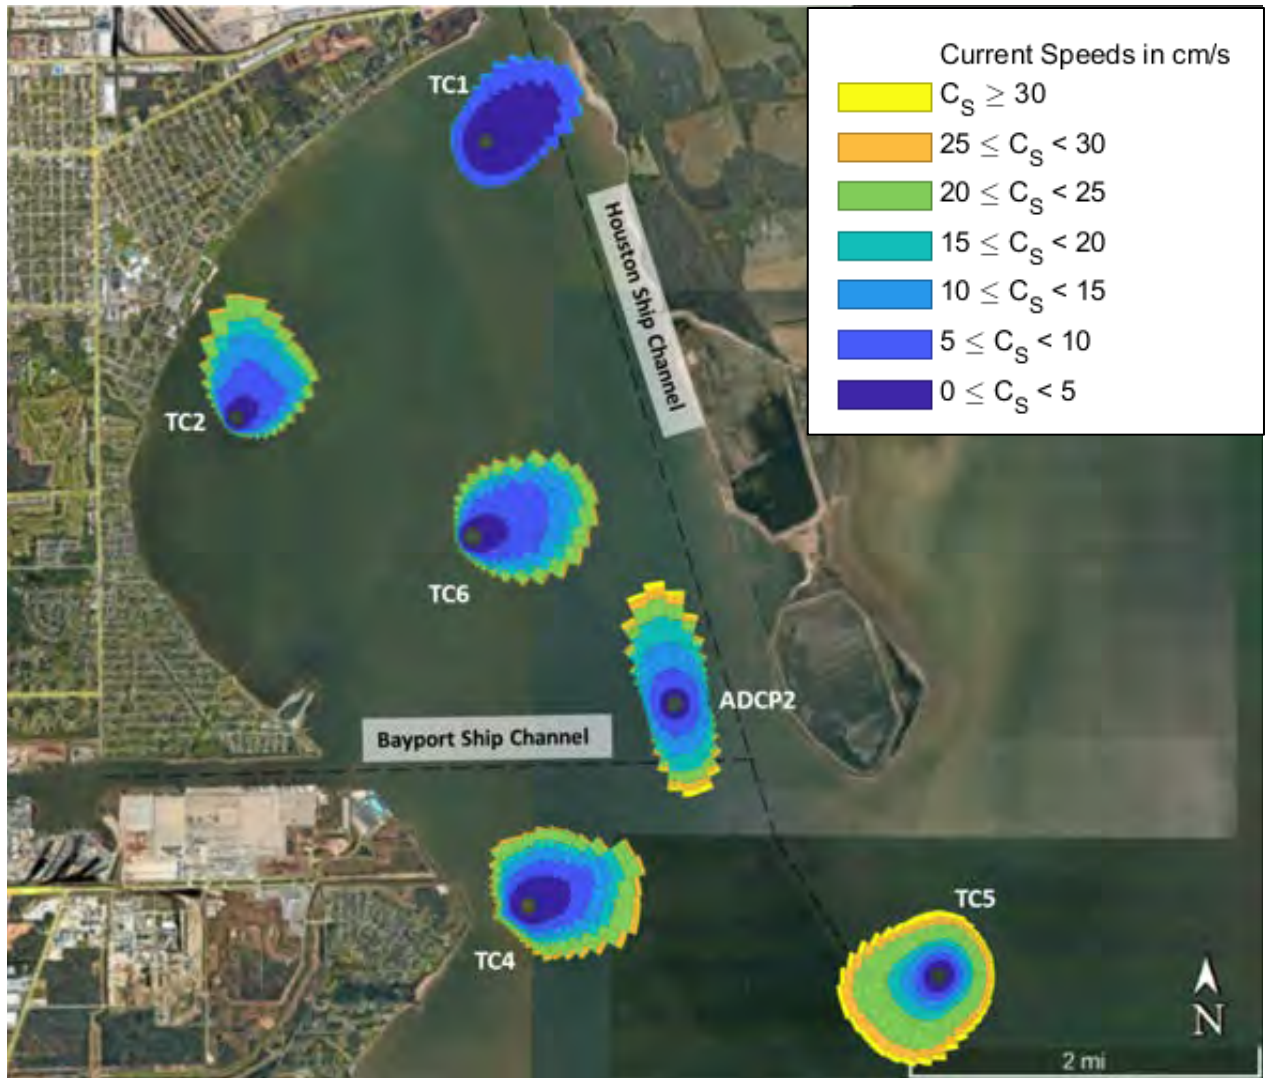 Current Speeds in cm/s
C_S ≥ 30
25 ≤ C_S < 30
20 ≤ C_S < 25
15 ≤ C_S < 20
10 ≤ C_S < 15
5 ≤ C_S < 10
0 ≤ C_S < 5
TC1
Houston Ship Channel
TC2
TC6
ADCP2
Bayport Ship Channel
TC5
TC4
N
2 mi